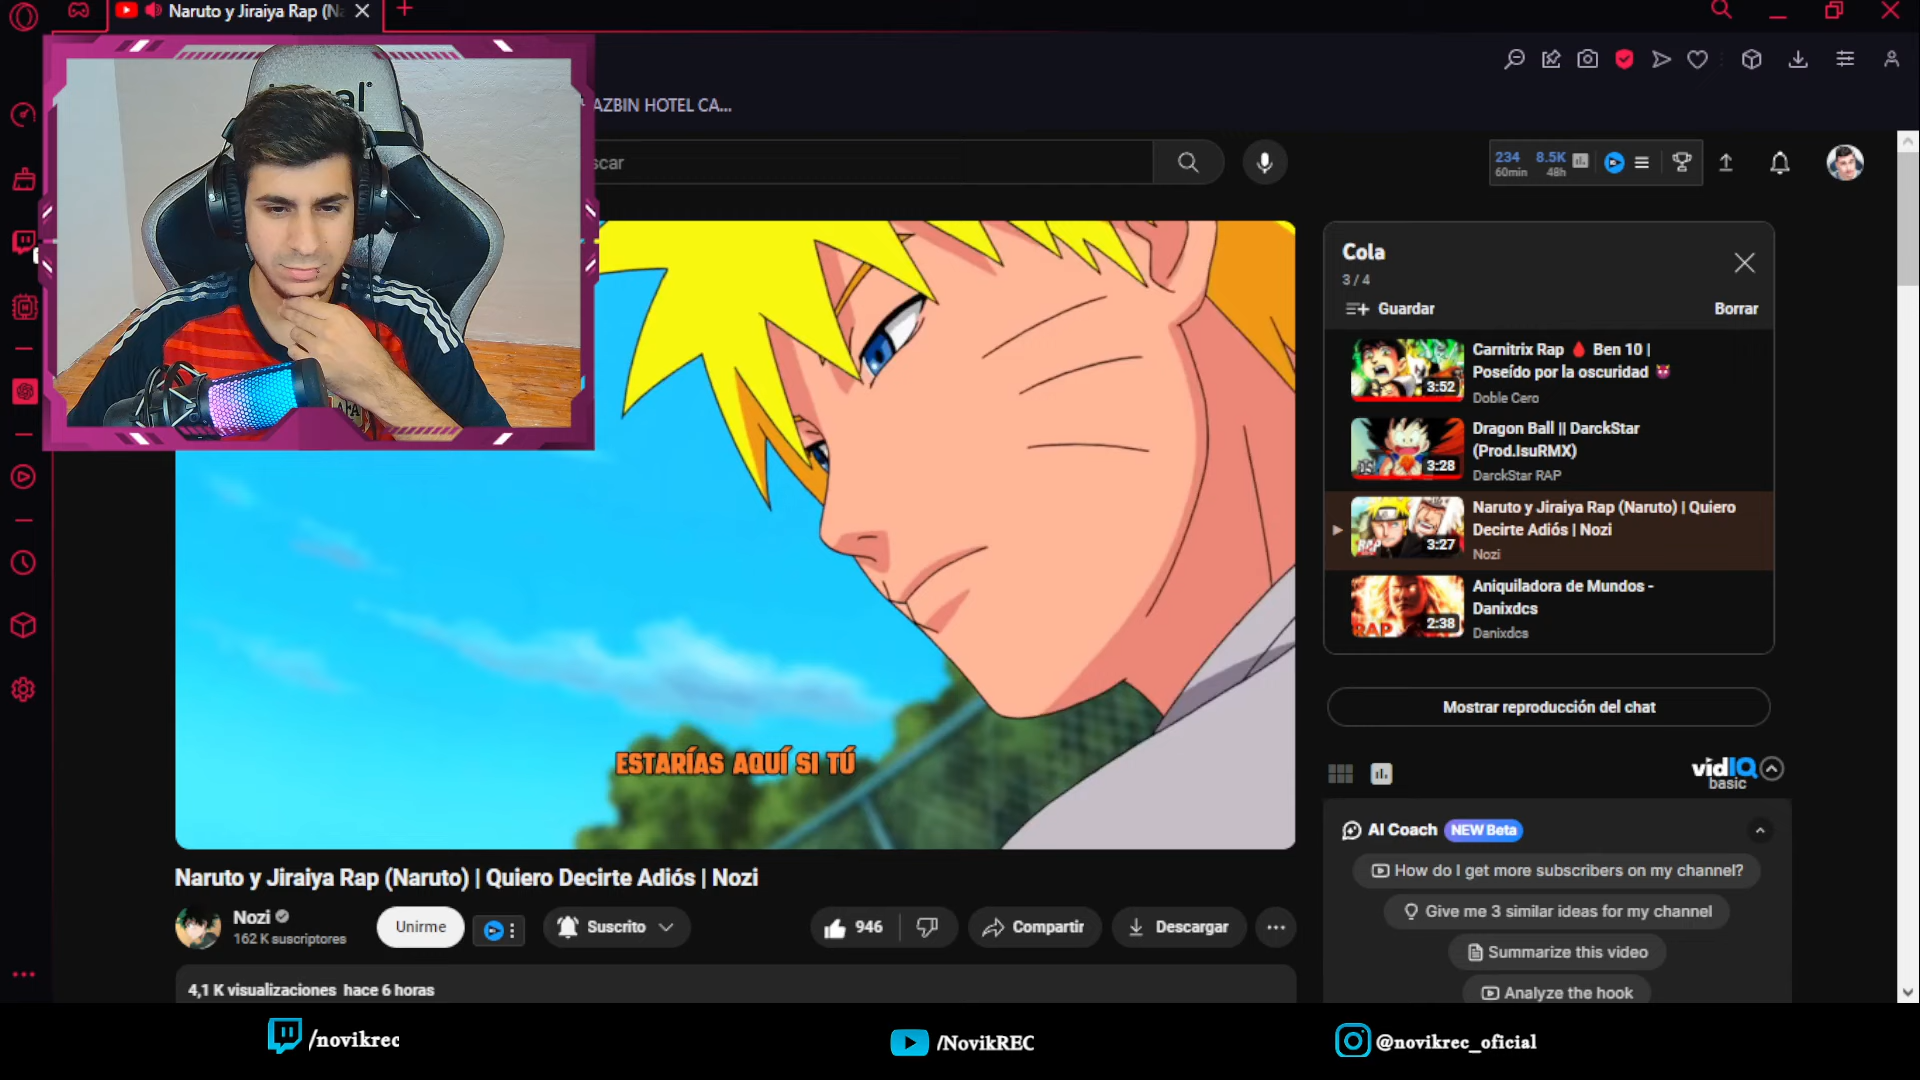 Naruto y Jiraiya Rap (Na
AZBIN HOTEL CA...
scar
234
60min
8.5K
48h
Cola
3 / 4
Guardar
Borrar
Carnitrix Rap 🩸 Ben 10 |
Poseído por la oscuridad 😈
Doble Cero
3:52
Dragon Ball || DarckStar
(Prod.IsuRMX)
DarckStar RAP
3:28
Naruto y Jiraiya Rap (Naruto) | Quiero
Decirte Adiós | Nozi
Nozi
3:27
RAP
Aniquiladora de Mundos -
Danixdcs
Danixdcs
2:38
RAP
Mostrar reproducción del chat
vidIQ
basic
AI Coach NEW Beta
How do I get more subscribers on my channel?
Give me 3 similar ideas for my channel
Summarize this video
Analyze the hook
ESTARÍAS AQUÍ SI TÚ
Naruto y Jiraiya Rap (Naruto) | Quiero Decirte Adiós | Nozi
Nozi
162 K suscriptores
Unirme
Suscrito
946
Compartir
Descargar
4,1 K visualizaciones hace 6 horas
/novikrec
/NovikREC
@novikrec_oficial